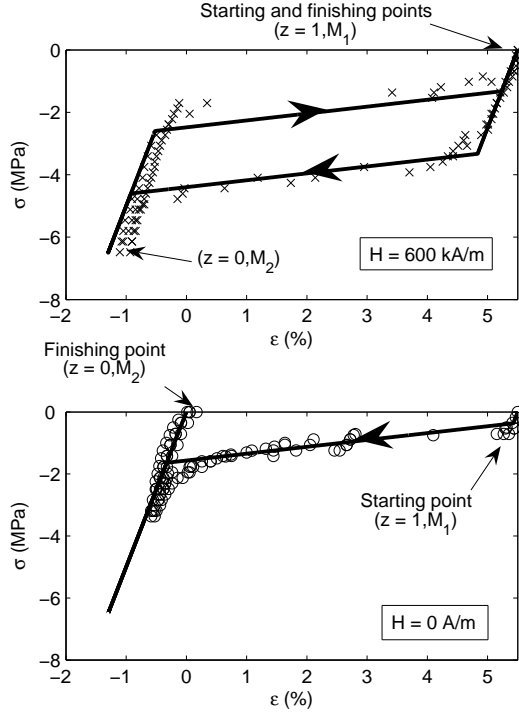 Starting and finishing points
(z = 1,M1)
0
−2
−4
−6
−8
σ (MPa)
(z = 0,M2)
H = 600 kA/m
−2 −1 0 1 2 3 4 5
ε (%)
Finishing point
(z = 0,M2)
0
−2
−4
−6
−8
σ (MPa)
Starting point
(z = 1,M1)
H = 0 A/m
−2 −1 0 1 2 3 4 5
ε (%)